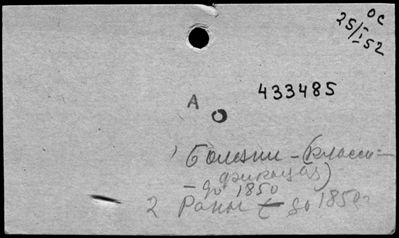 ОС
25/I 52
433485
А
1 Болезни – (класси=
фикация)
– до 1850
2 Раны – до 1850